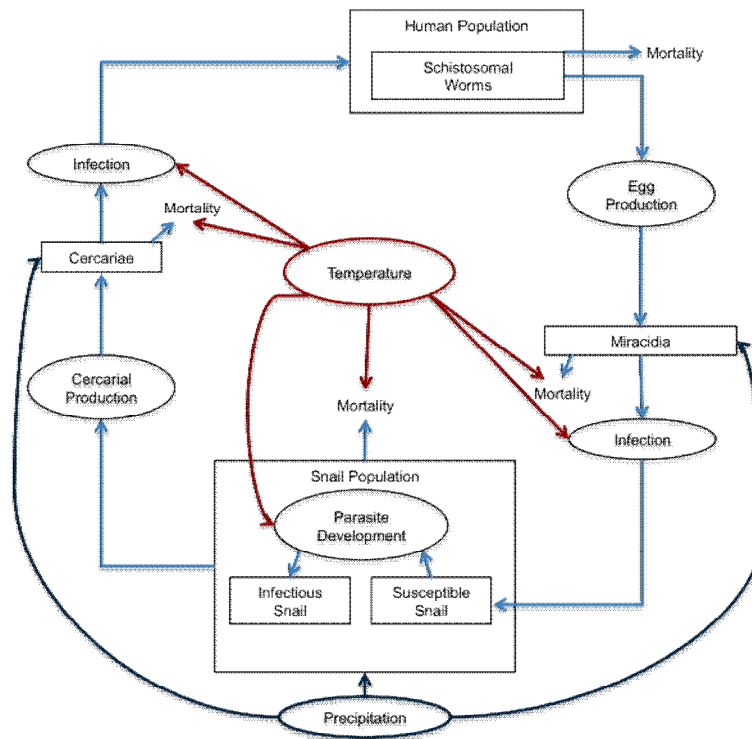 Human Population
Schistosomal
Worms
Mortality
Infection
Egg
Production
Mortality
Cercariae
Temperature
Miracidia
Cercarial
Production
Mortality
Mortality
Infection
Snail Population
Parasite
Development
Infectious
Snail
Susceptible
Snail
Precipitation